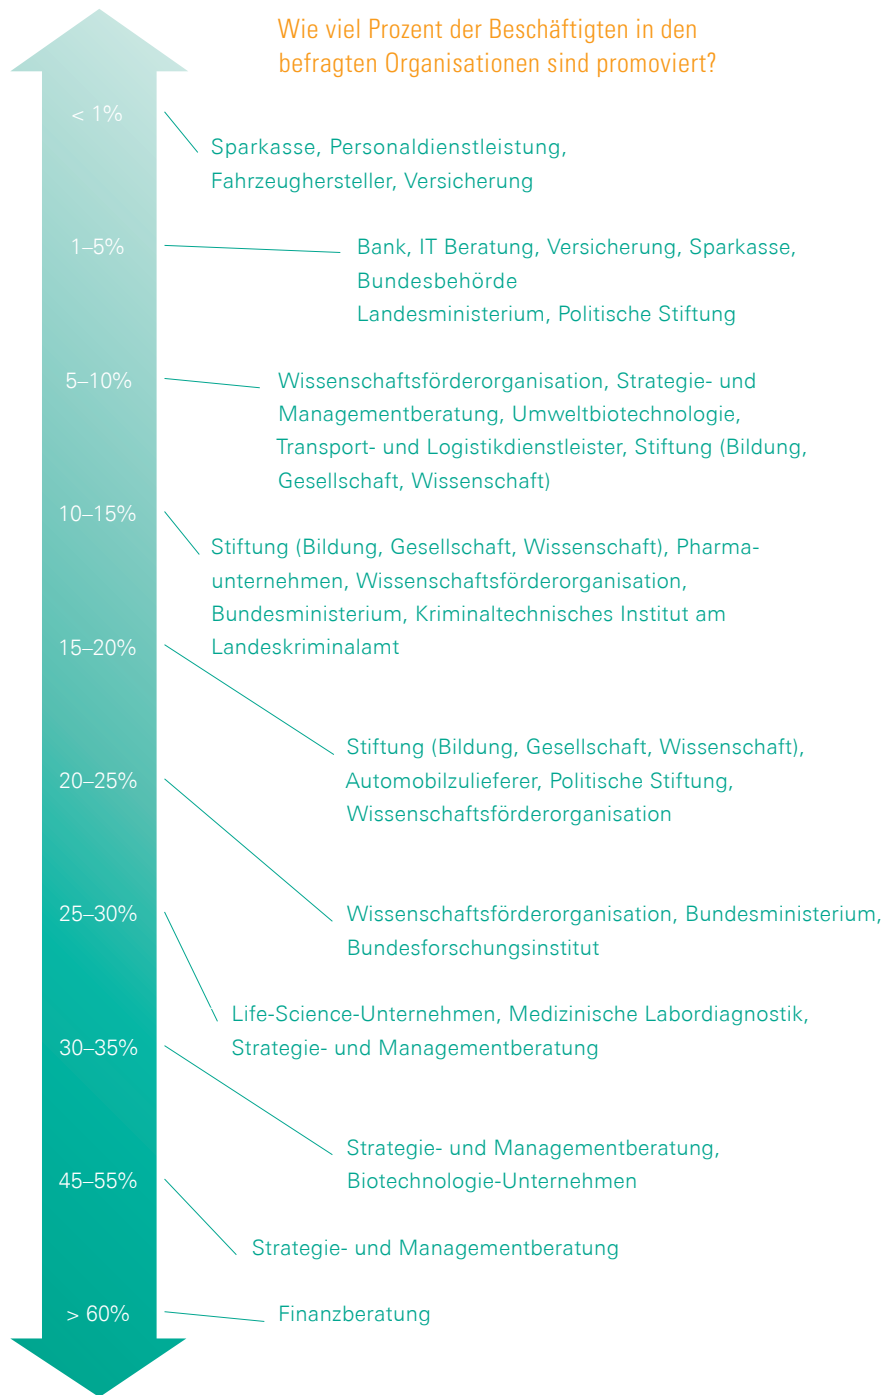 Wie viel Prozent der Beschäftigten in den
befragten Organisationen sind promoviert?
< 1%
Sparkasse, Personaldienstleistung,
Fahrzeughersteller, Versicherung
1–5%
Bank, IT Beratung, Versicherung, Sparkasse,
Bundesbehörde
Landesministerium, Politische Stiftung
5–10%
Wissenschaftsförderorganisation, Strategie- und
Managementberatung, Umweltbiotechnologie,
Transport- und Logistikdienstleister, Stiftung (Bildung,
Gesellschaft, Wissenschaft)
10–15%
Stiftung (Bildung, Gesellschaft, Wissenschaft), Pharma-
unternehmen, Wissenschaftsförderorganisation,
Bundesministerium, Kriminaltechnisches Institut am
Landeskriminalamt
15–20%
Stiftung (Bildung, Gesellschaft, Wissenschaft),
Automobilzulieferer, Politische Stiftung,
Wissenschaftsförderorganisation
20–25%
Wissenschaftsförderorganisation, Bundesministerium,
Bundesforschungsinstitut
25–30%
Life-Science-Unternehmen, Medizinische Labordiagnostik,
Strategie- und Managementberatung
30–35%
Strategie- und Managementberatung,
Biotechnologie-Unternehmen
45–55%
Strategie- und Managementberatung
> 60%
Finanzberatung